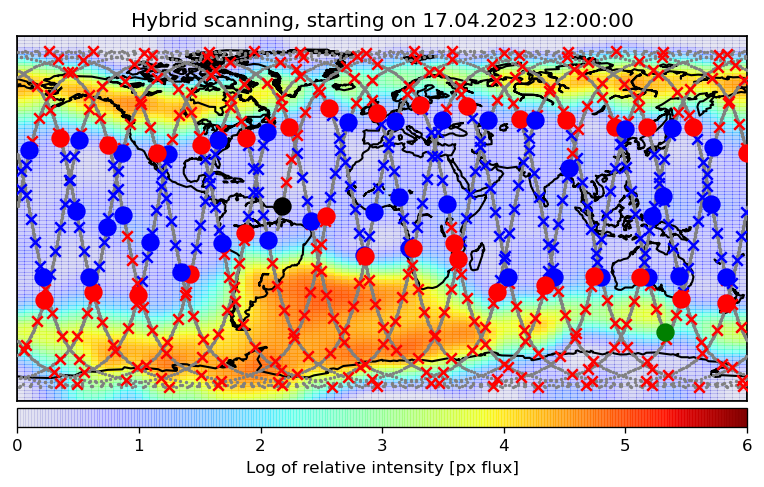 Hybrid scanning, starting on 17.04.2023 12:00:00
0 1 2 3 4 5 6
Log of relative intensity [px flux]